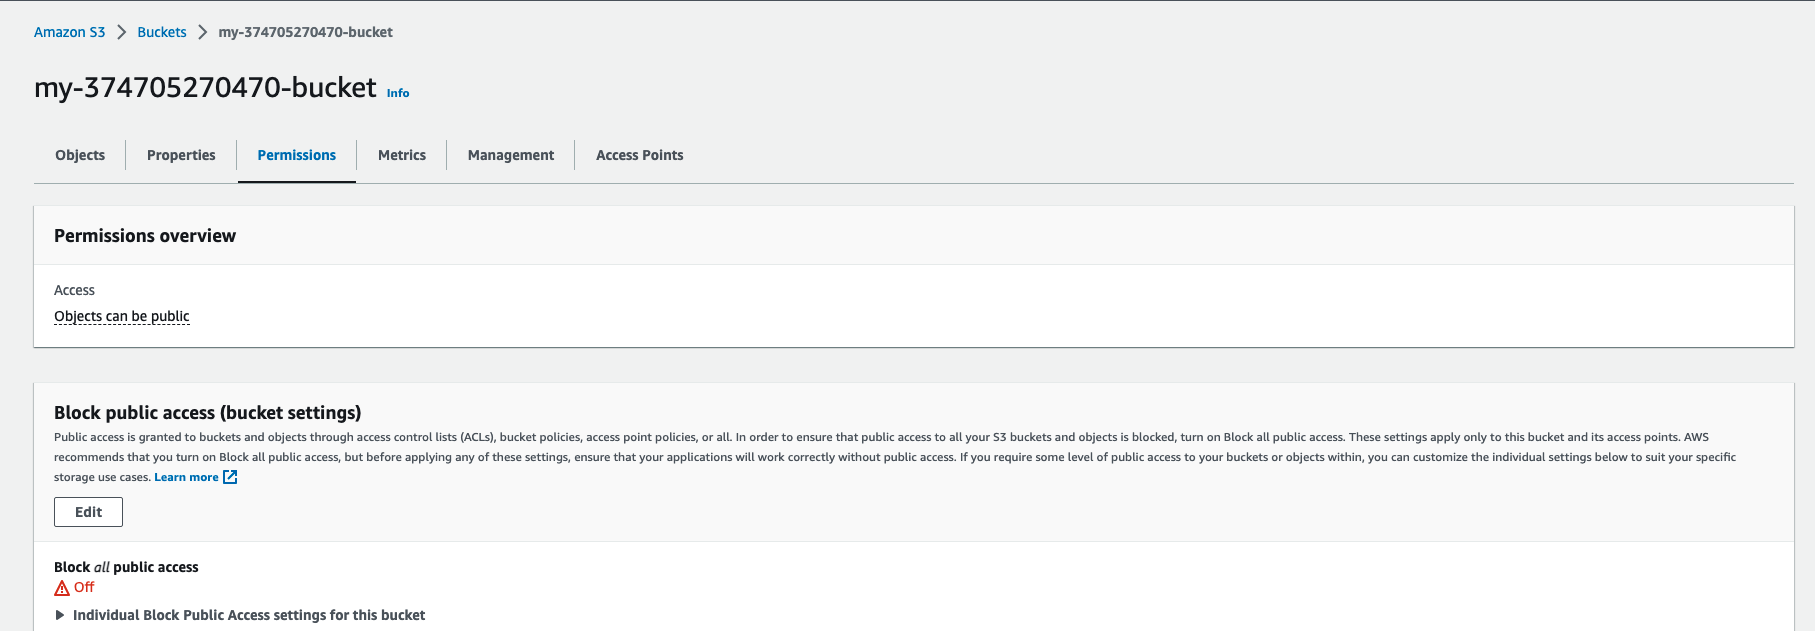 Amazon S3 > Buckets > my-374705270470-bucket
my-374705270470-bucket Info
Objects Properties Permissions Metrics Management Access Points
Permissions overview
Access
Objects can be public
Block public access (bucket settings)
Public access is granted to buckets and objects through access control lists (ACLs), bucket policies, access point policies, or all. In order to ensure that public access to all your S3 buckets and objects is blocked, turn on Block all public access. These settings apply only to this bucket and its access points. AWS
recommends that you turn on Block all public access, but before applying any of these settings, ensure that your applications will work correctly without public access. If you require some level of public access to your buckets or objects within, you can customize the individual settings below to suit your specific
storage use cases. Learn more
Edit
Block all public access
Off
Individual Block Public Access settings for this bucket